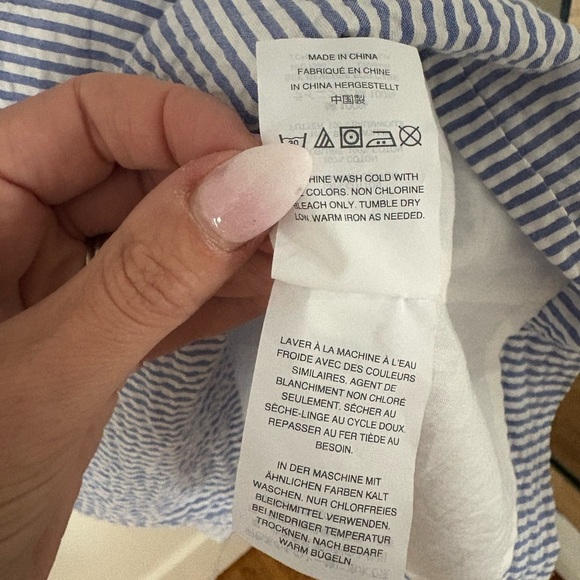 MADE IN CHINA
FABRIQUÉ EN CHINE
IN CHINA HERGESTELLT
中国製
30
WASH COLD WITH
COLORS. NON CHLORINE
BLEACH ONLY. TUMBLE DRY
LOW. WARM IRON AS NEEDED.
LAVER À LA MACHINE À L'EAU
FROIDE AVEC DES COULEURS
SIMILAIRES. AGENT DE
BLANCHIMENT NON CHLORÉ
SEULEMENT. SÉCHER AU
SÈCHE-LINGE AU CYCLE DOUX.
REPASSER AU FER TIÈDE AU
BESOIN.
IN DER MASCHINE MIT
ÄHNLICHEN FARBEN KALT
WASCHEN. NUR CHLORFREIES
BLEICHMITTEL VERWENDEN.
BEI NIEDRIGER TEMPERATUR
TROCKNEN. NACH BEDARF
WARM BÜGELN.